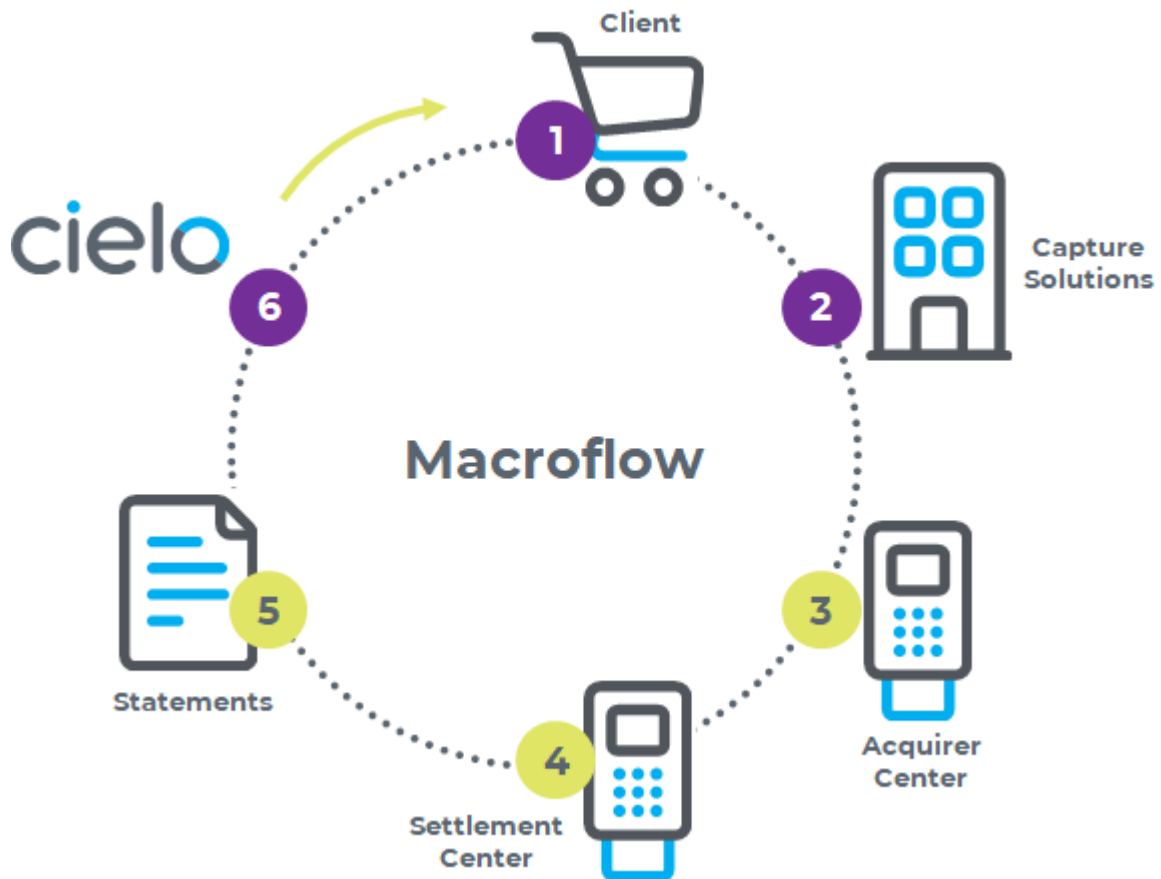 Client
1
cielo
Capture
Solutions
6
2
Macroflow
5
3
Statements
4
Acquirer
Center
Settlement
Center